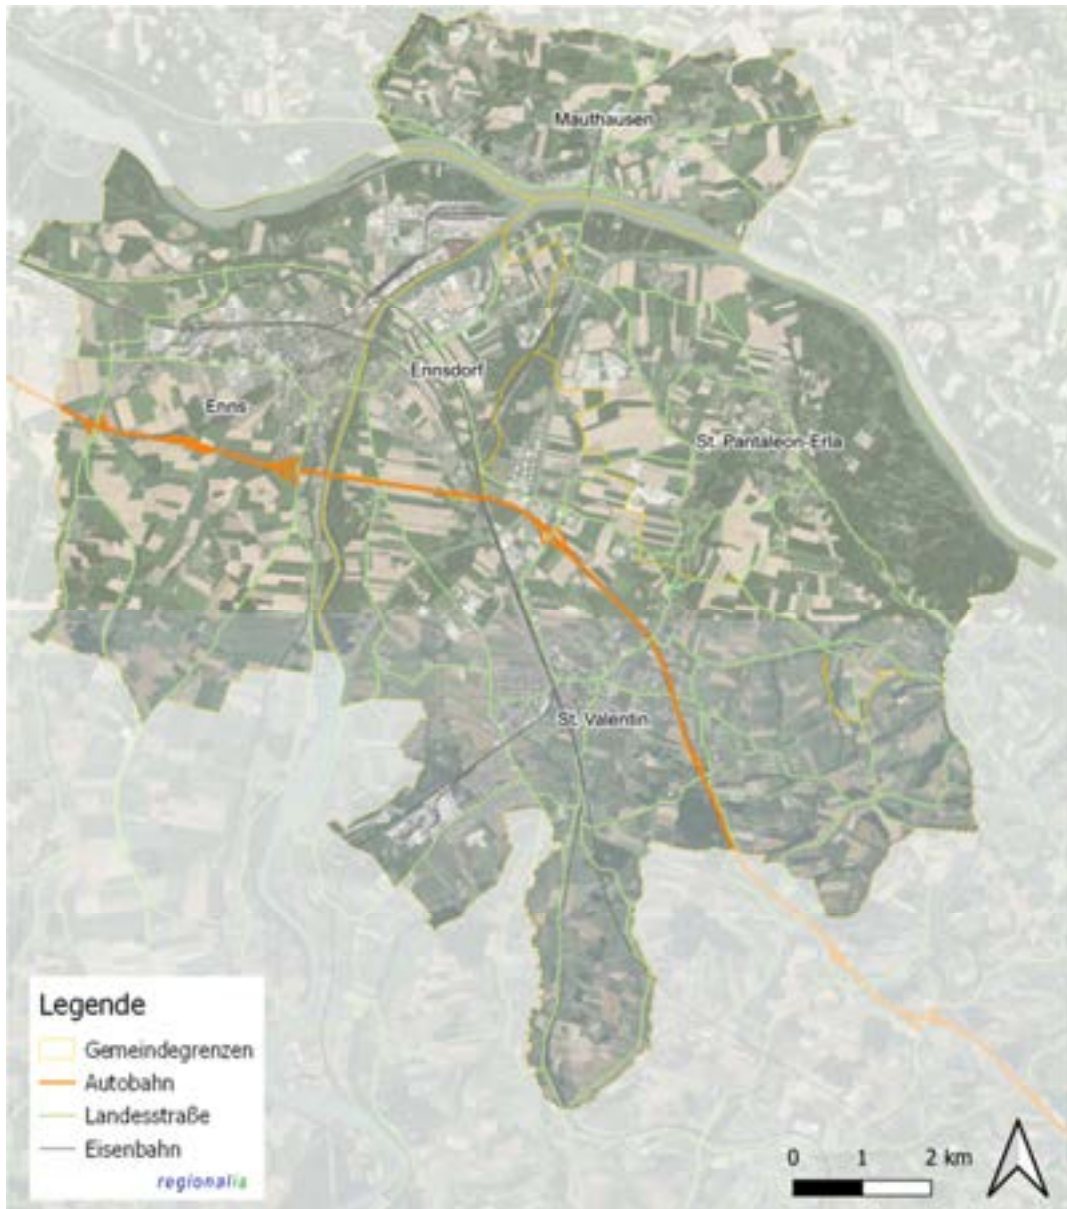 Mauthausen
Ennsdorf
Enns
St. Pantaleon-Erla
St. Valentin
Legende
Gemeindegrenzen
Autobahn
Landesstraße
Eisenbahn
regionalia
0 1 2 km